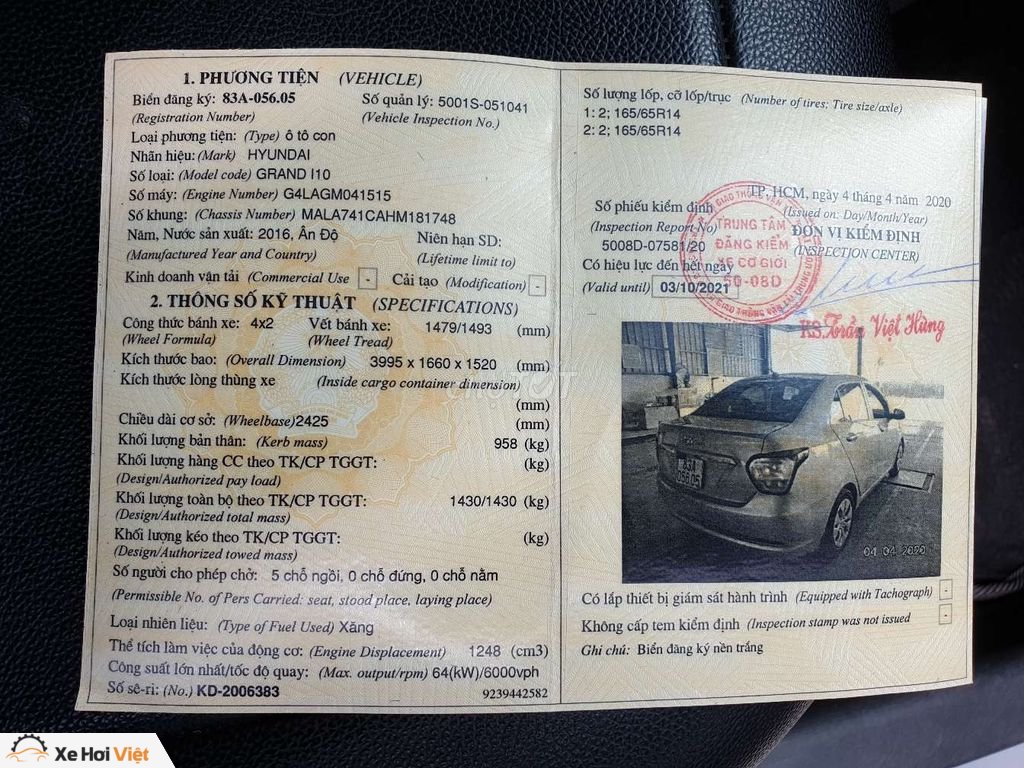 1. PHƯƠNG TIỆN (VEHICLE)
Biển đăng ký: 83A-056.05 Số quản lý: 5001S-051041
(Registration Number) (Vehicle Inspection No.)
Loại phương tiện: (Type) ô tô con
Nhãn hiệu: (Mark) HYUNDAI
Số loại: (Model code) GRAND I10
Số máy: (Engine Number) G4LAGM041515
Số khung: (Chassis Number) MALA741CAHM181748
Năm, Nước sản xuất: 2016, Ấn Độ Niên hạn SD:
(Manufactured Year and Country) (Lifetime limit to)
Kinh doanh vận tải (Commercial Use - Cải tạo (Modification) -
2. THÔNG SỐ KỸ THUẬT (SPECIFICATIONS)
Công thức bánh xe: 4x2 Vết bánh xe: 1479/1493 (mm)
(Wheel Formula) (Wheel Tread)
Kích thước bao: (Overall Dimension) 3995 x 1660 x 1520 (mm)
Kích thước lòng thùng xe (Inside cargo container dimension)
(mm)
Chiều dài cơ sở: (Wheelbase)2425 (mm)
Khối lượng bản thân: (Kerb mass) 958 (kg)
Khối lượng hàng CC theo TK/CP TGGT: (kg)
(Design/Authorized pay load)
Khối lượng toàn bộ theo TK/CP TGGT: 1430/1430 (kg)
(Design/Authorized total mass)
Khối lượng kéo theo TK/CP TGGT: (kg)
(Design/Authorized towed mass)
Số người cho phép chở: 5 chỗ ngồi, 0 chỗ đứng, 0 chỗ nằm
(Permissible No. of Pers Carried: seat, stood place, laying place)
Loại nhiên liệu: (Type of Fuel Used) Xăng
Thể tích làm việc của động cơ: (Engine Displacement) 1248 (cm3)
Công suất lớn nhất/tốc độ quay: (Max. output/rpm) 64(kW)/6000vph
Số sê-ri: (No.) KD-2006383 9239442582
Số lượng lốp, cỡ lốp/trục (Number of tires; Tire size/axle)
1: 2; 165/65R14
2: 2; 165/65R14
TP. HCM, ngày 4 tháng 4 năm 2020
(Issued on: Day/Month/Year)
Số phiếu kiểm định
(Inspection Report No)
5008D-07581/20
ĐƠN VỊ KIỂM ĐỊNH
(INSPECTION CENTER)
Có hiệu lực đến hết ngày
(Valid until) 03/10/2021
TRUNG TÂM
ĐĂNG KIỂM
XE CƠ GIỚI
50-08D
KS. Trần Việt Hùng
83A
056.05
04 04 2020
Có lắp thiết bị giám sát hành trình (Equipped with Tachograph) -
Không cấp tem kiểm định (Inspection stamp was not issued -
Ghi chú: Biển đăng ký nền trắng
Xe Hơi Việt